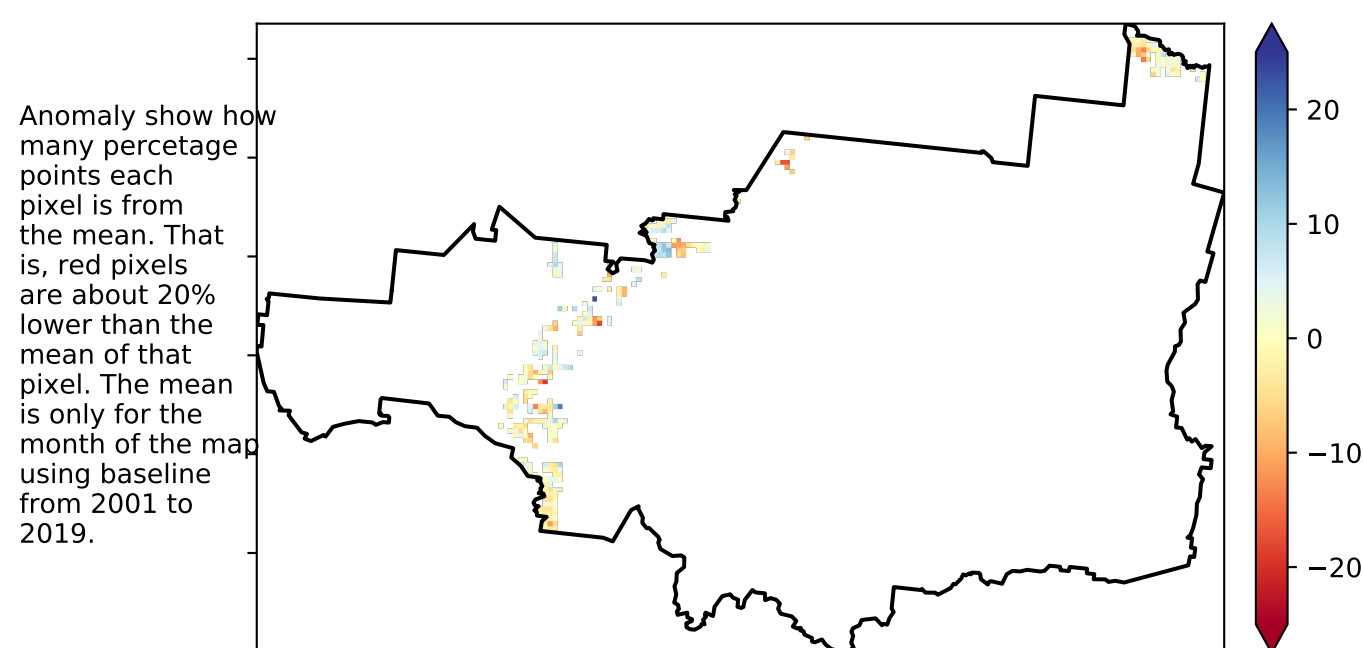 Anomaly show how
many percetage
points each
pixel is from
the mean. That
is, red pixels
are about 20%
lower than the
mean of that
pixel. The mean
is only for the
month of the map
using baseline
from 2001 to
2019.
20
10
0
−10
−20